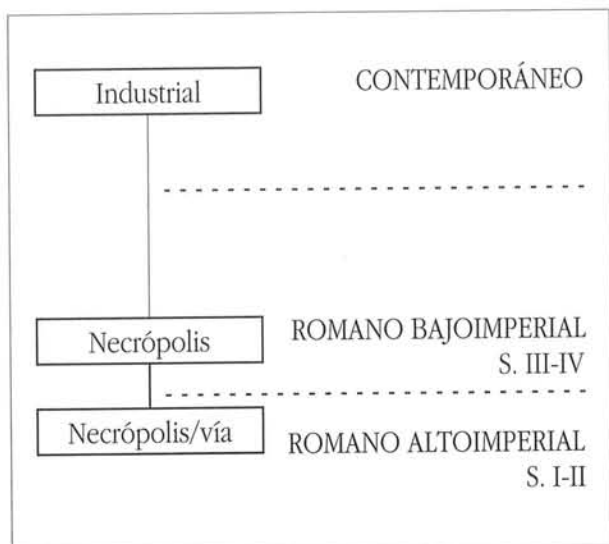 Industrial
CONTEMPORÁNEO
Necrópolis
ROMANO BAJOIMPERIAL
S. III-IV
Necrópolis/vía
ROMANO ALTOIMPERIAL
S. I-II